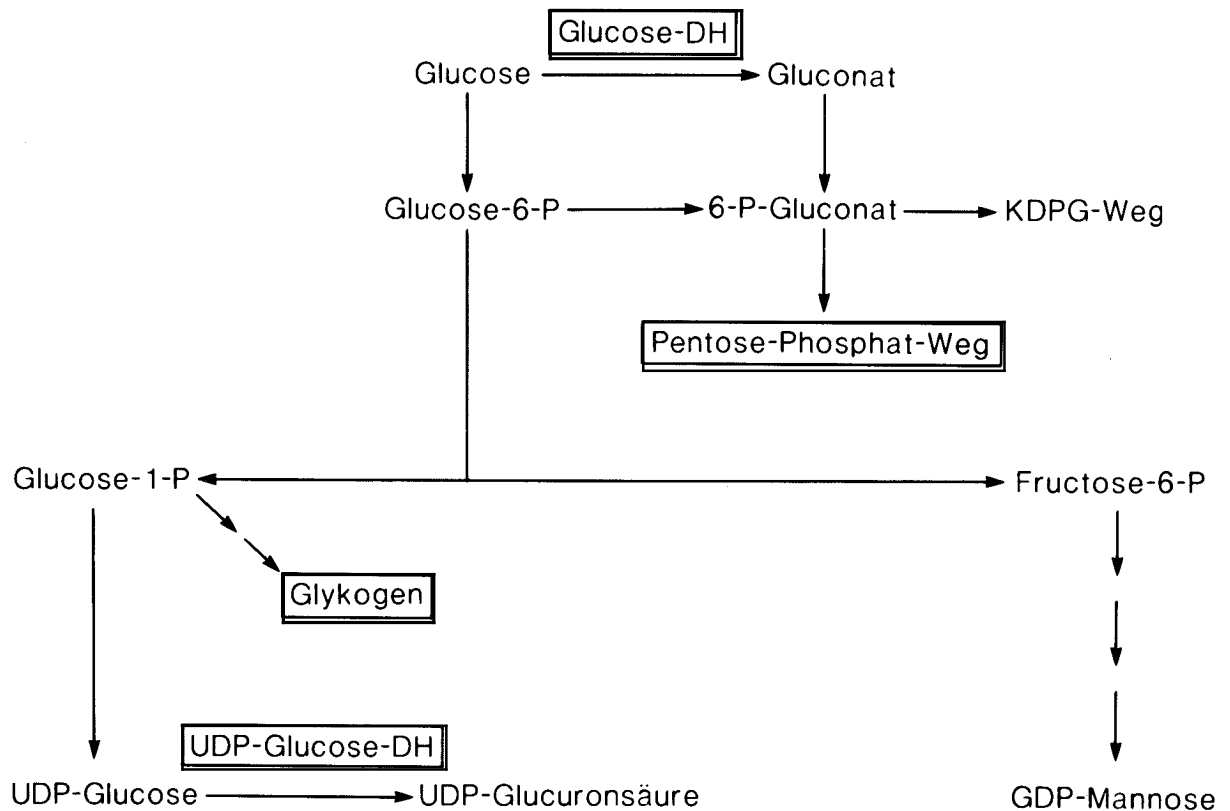 Glucose-DH
Glucose
Gluconat
Glucose-6-P
6-P-Gluconat
KDPG-Weg
Pentose-Phosphat-Weg
Glucose-1-P
Fructose-6-P
Glykogen
UDP-Glucose-DH
UDP-Glucose
UDP-Glucuronsäure
GDP-Mannose